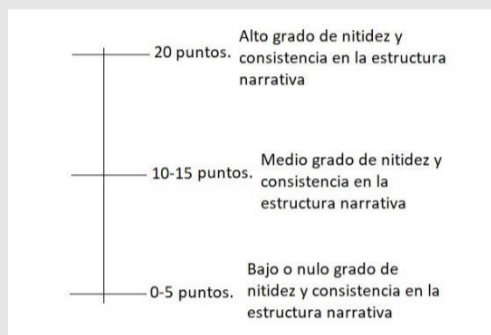 20 puntos.
Alto grado de nitidez y
consistencia en la estructura
narrativa
10-15 puntos.
Medio grado de nitidez y
consistencia en la
estructura narrativa
0-5 puntos.
Bajo o nulo grado de
nitidez y consistencia en la
estructura narrativa